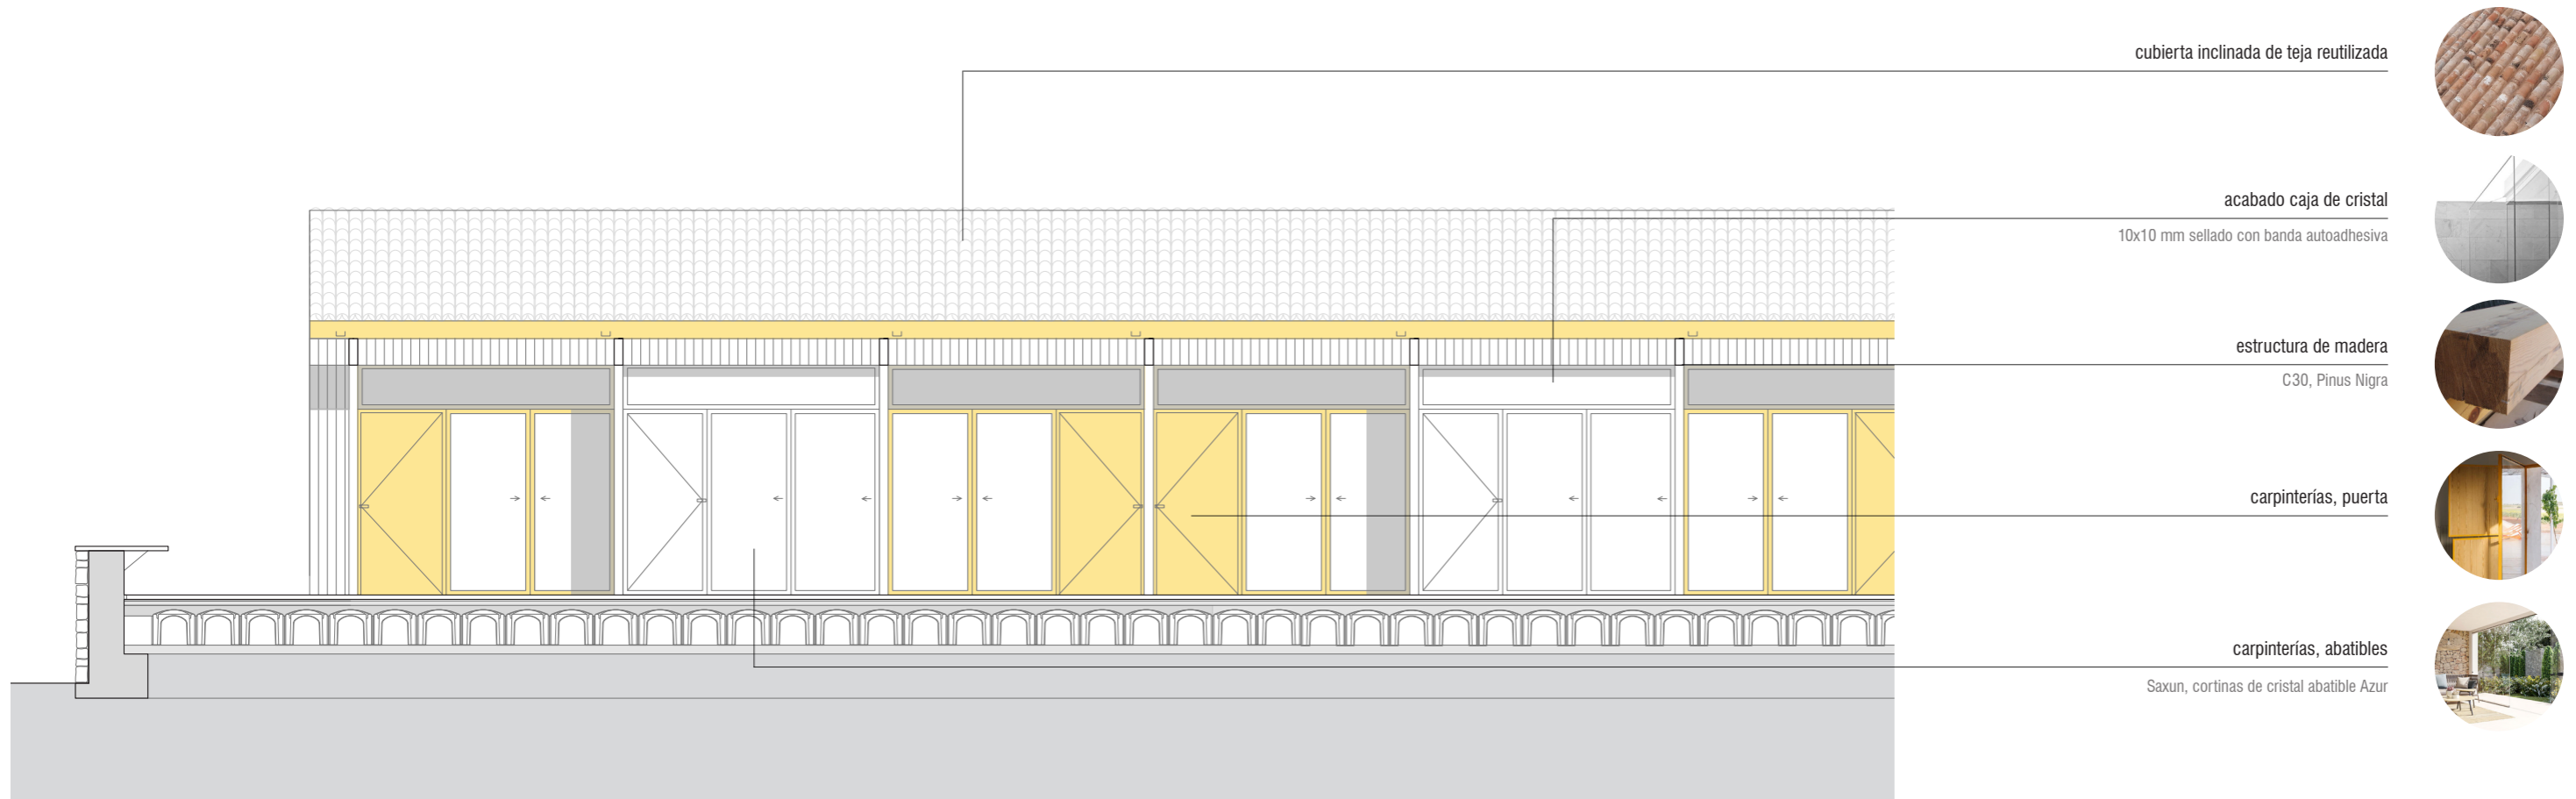 cubierta inclinada de teja reutilizada
acabado caja de cristal
10x10 mm sellado con banda autoadhesiva
estructura de madera
C30, Pinus Nigra
carpinterías, puerta
carpinterías, abatibles
Saxun, cortinas de cristal abatible Azur